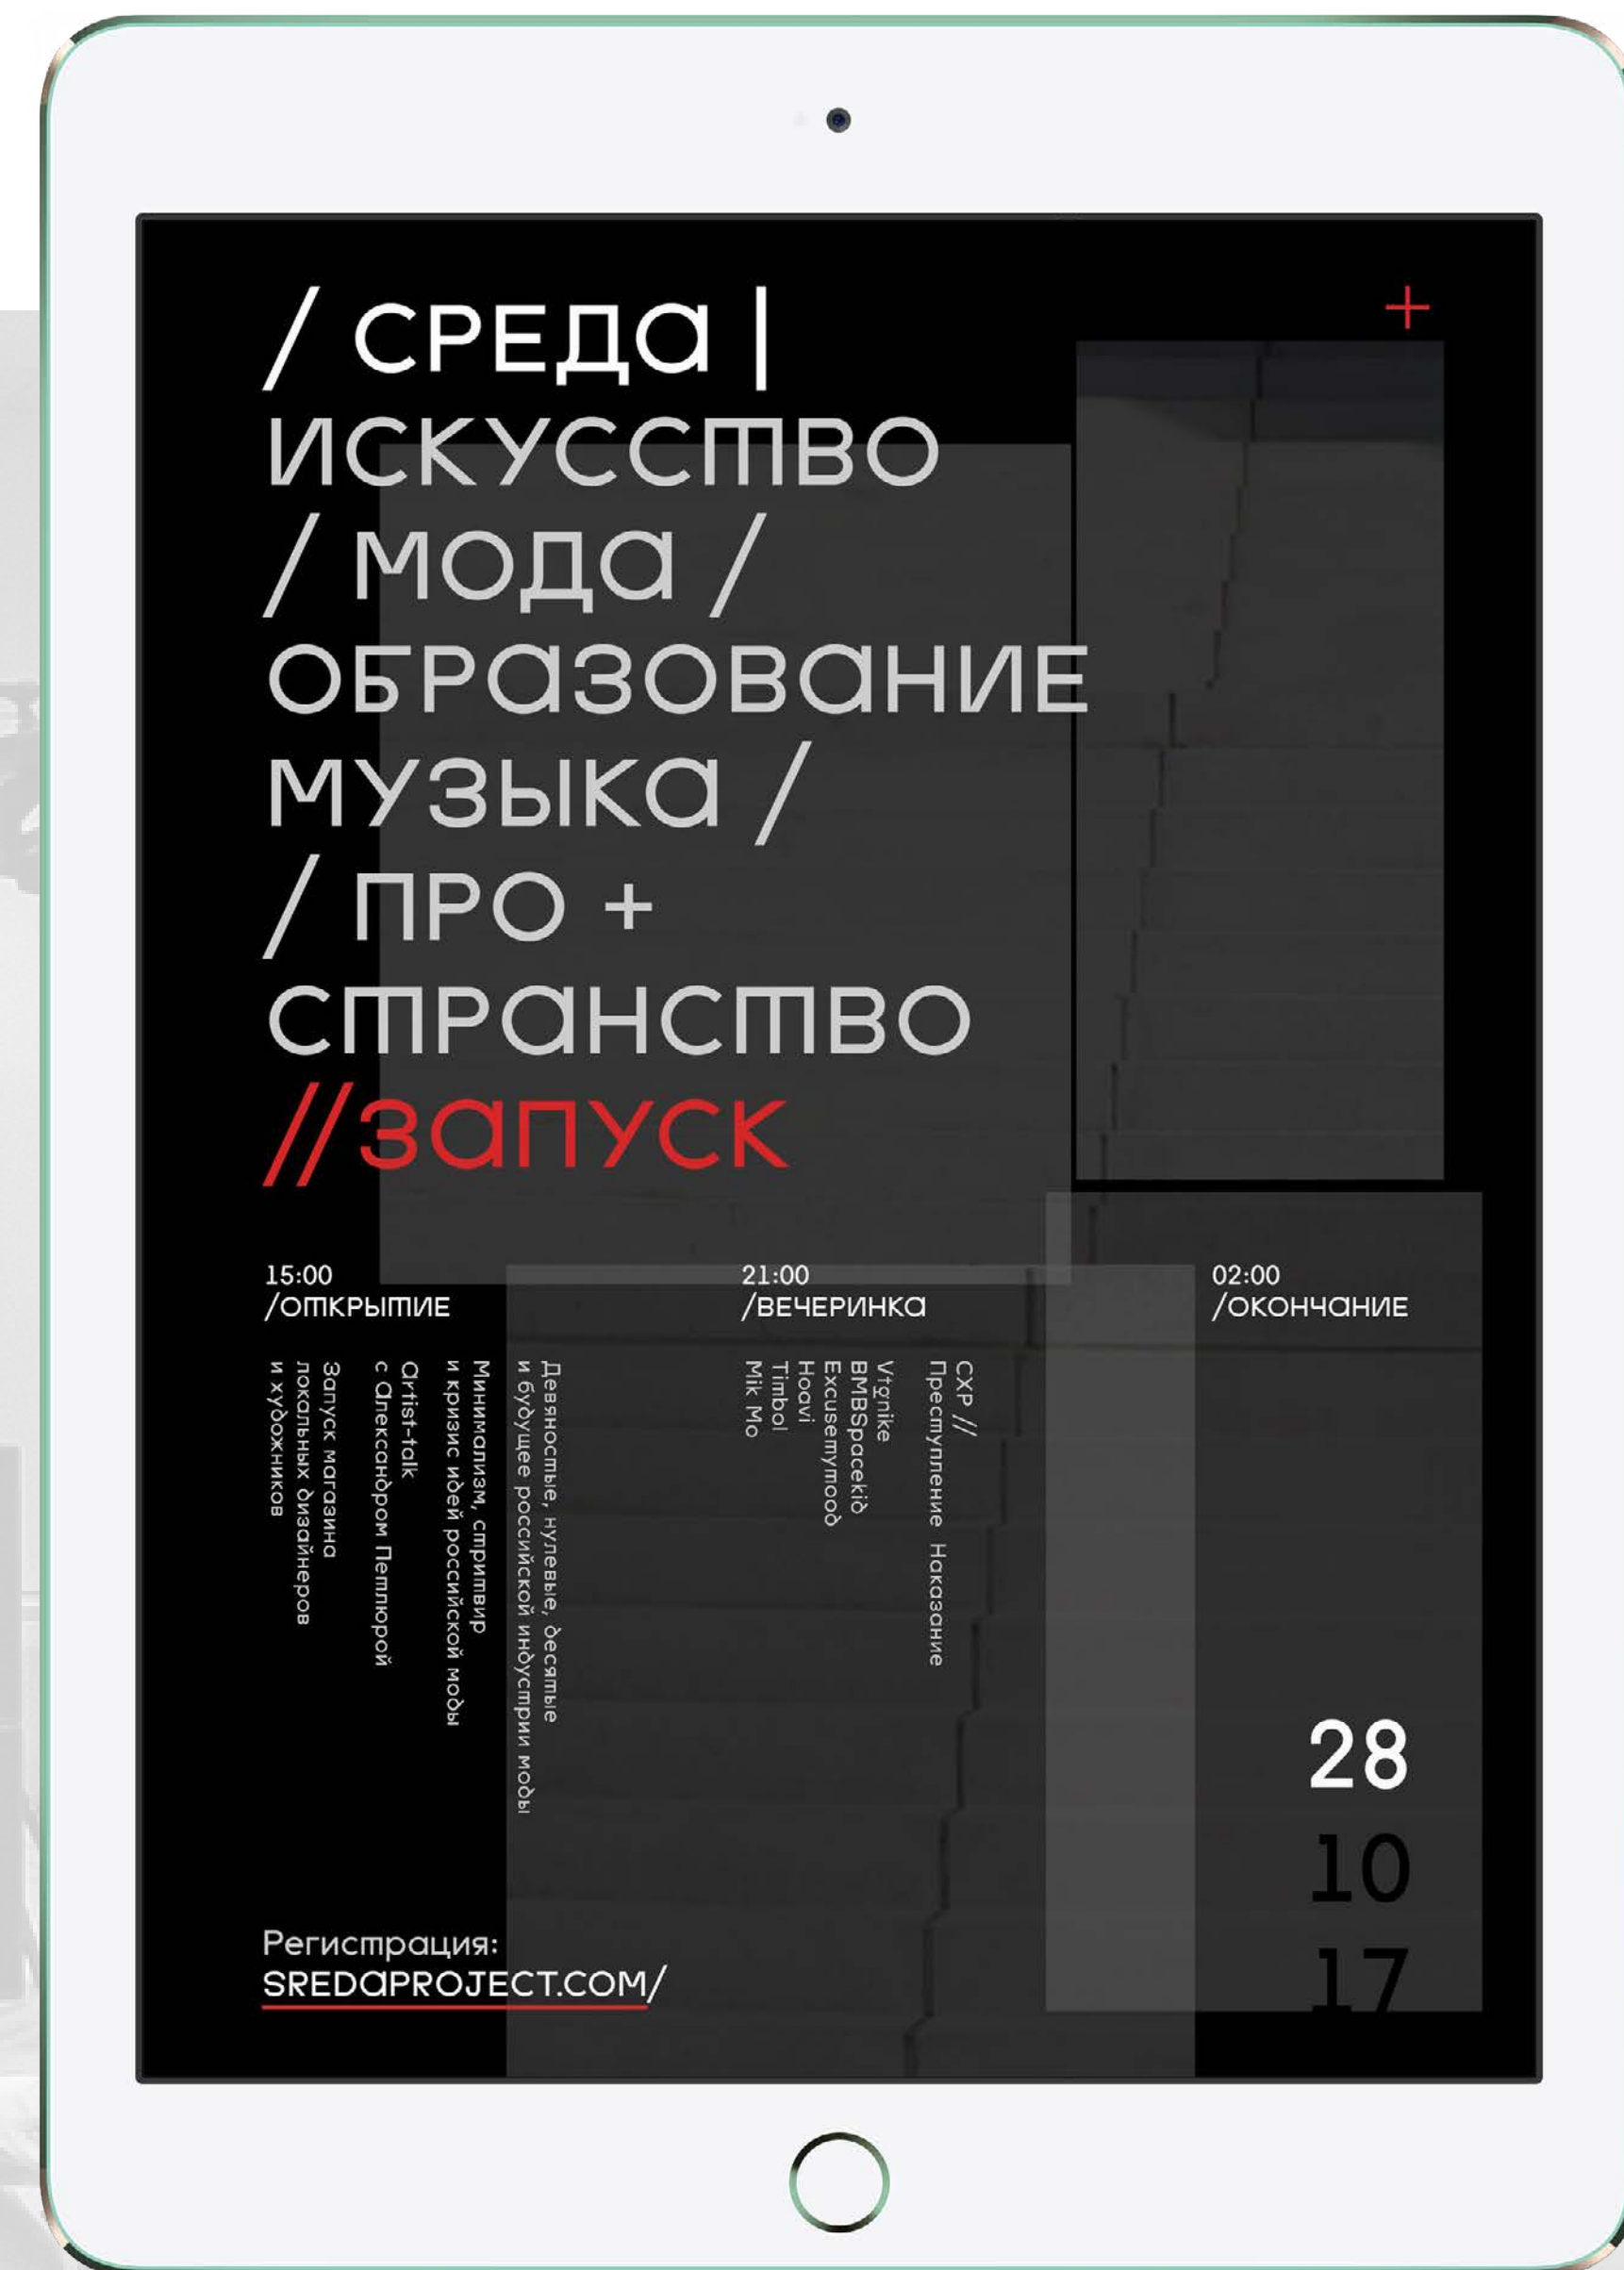 / СРЕДа |
ИСКУССТВО
/ МОДа /
ОБРаЗОВаНИЕ
МУЗЫКа /
/ ПРО +
СТРаНСТВО
//ЗаПУСК
15:00
/ОТКРЫТИЕ
Запуск магазина
локальных дизайнеров
и художников
artist-talk
с александром Петлюрой
Минимализм, стритвир
и кризис идей российской моды
Девяностые, нулевые, десятые
и будущее российской индустрии моды
21:00
/ВЕЧЕРИНКа
СХР //
Преступление Наказание
BMBSpacekid
Excusemymood
Hoavi
Timbol
Mik Mo
02:00
/ОКОНЧаНИЕ
28
10
17
Регистрация:
SREDaPROJECT.COM/